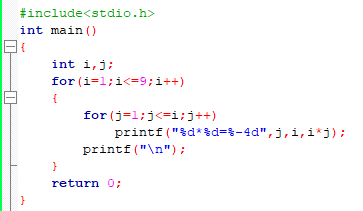 #include<stdio.h>
int main()
{
    int i,j;
    for(i=1;i<=9;i++)
    {
        for(j=1;j<=i;j++)
            printf("%d*%d=%-4d",j,i,i*j);
        printf("\n");
    }
    return 0;
}